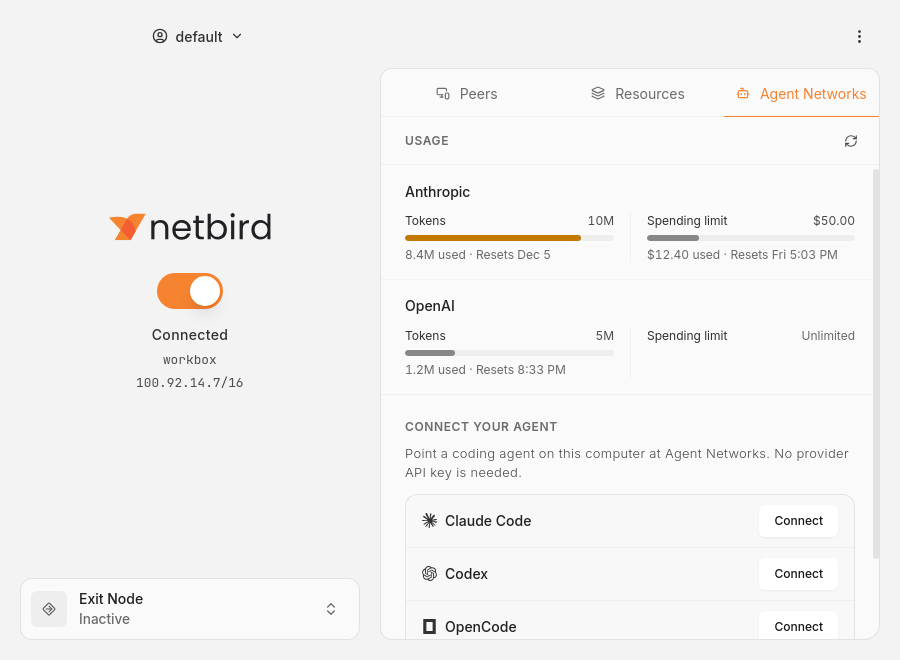 default
Peers
Resources
Agent Networks
USAGE
Anthropic
Tokens 10M
8.4M used · Resets Dec 5
Spending limit $50.00
$12.40 used · Resets Fri 5:03 PM
OpenAI
Tokens 5M
1.2M used · Resets 8:33 PM
Spending limit Unlimited
CONNECT YOUR AGENT
Point a coding agent on this computer at Agent Networks. No provider
API key is needed.
Claude Code Connect
Codex Connect
OpenCode Connect
netbird
Connected
workbox
100.92.14.7/16
Exit Node
Inactive